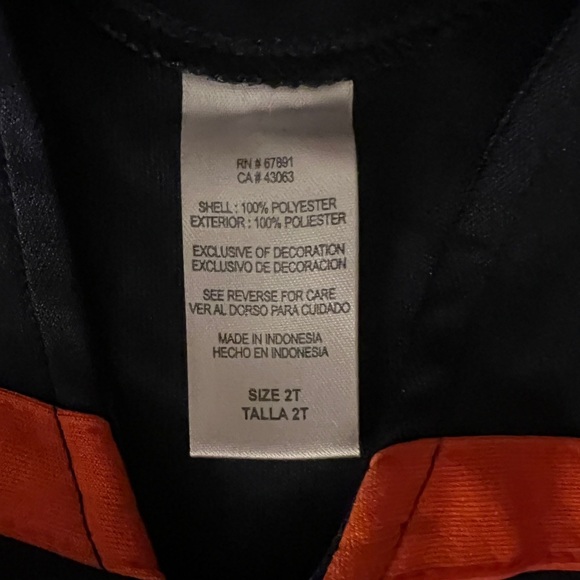 RN # 67891
CA # 43063
SHELL : 100% POLYESTER
EXTERIOR : 100% POLIESTER
EXCLUSIVE OF DECORATION
EXCLUSIVO DE DECORACION
SEE REVERSE FOR CARE
VER AL DORSO PARA CUIDADO
MADE IN INDONESIA
HECHO EN INDONESIA
SIZE 2T
TALLA 2T